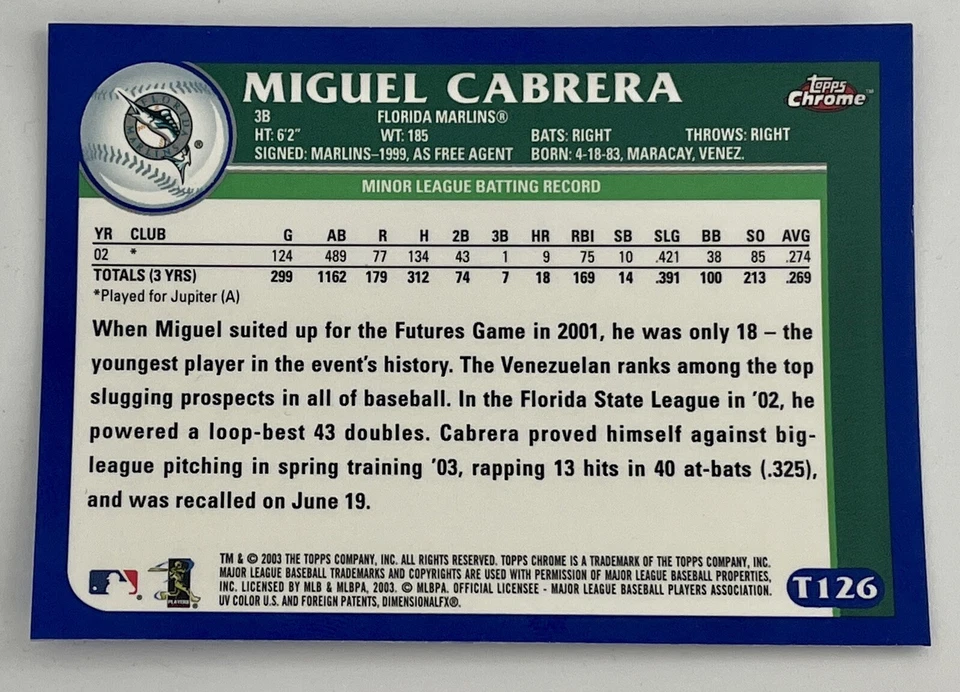 MIGUEL CABRERA
Topps Chrome™
3B FLORIDA MARLINS®
HT: 6'2" WT: 185 BATS: RIGHT THROWS: RIGHT
SIGNED: MARLINS–1999, AS FREE AGENT BORN: 4-18-83, MARACAY, VENEZ.
FLORIDA MARLINS ®
MINOR LEAGUE BATTING RECORD
YR CLUB G AB R H 2B 3B HR RBI SB SLG BB SO AVG
02 * 124 489 77 134 43 1 9 75 10 .421 38 85 .274
TOTALS (3 YRS) 299 1162 179 312 74 7 18 169 14 .391 100 213 .269
*Played for Jupiter (A)
When Miguel suited up for the Futures Game in 2001, he was only 18 – the
youngest player in the event's history. The Venezuelan ranks among the top
slugging prospects in all of baseball. In the Florida State League in '02, he
powered a loop-best 43 doubles. Cabrera proved himself against big-
league pitching in spring training '03, rapping 13 hits in 40 at-bats (.325),
and was recalled on June 19.
TM & © 2003 THE TOPPS COMPANY, INC. ALL RIGHTS RESERVED. TOPPS CHROME IS A TRADEMARK OF THE TOPPS COMPANY, INC.
MAJOR LEAGUE BASEBALL TRADEMARKS AND COPYRIGHTS ARE USED WITH PERMISSION OF MAJOR LEAGUE BASEBALL PROPERTIES,
INC. LICENSED BY MLB & MLBPA, 2003. © MLBPA. OFFICIAL LICENSEE - MAJOR LEAGUE BASEBALL PLAYERS ASSOCIATION.
UV COLOR U.S. AND FOREIGN PATENTS, DIMENSIONALFX®.
PLAYERS
T126